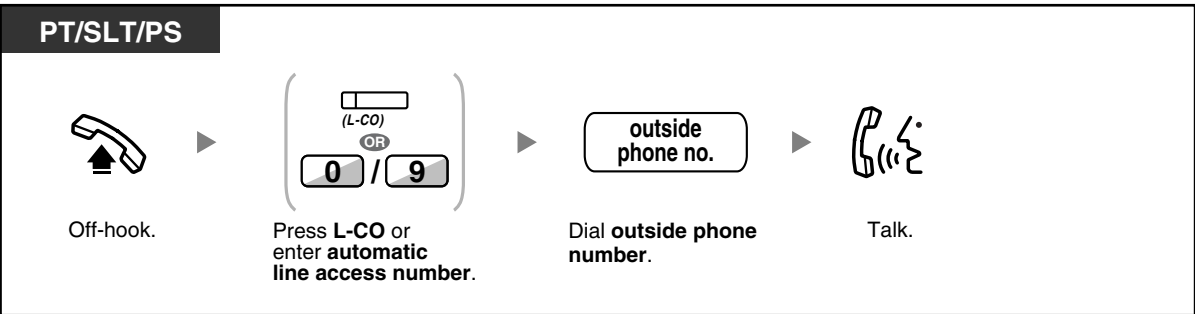 PT/SLT/PS
(L-CO)
OR
0 / 9
outside
phone no.
Off-hook.
Press L-CO or
enter automatic
line access number.
Dial outside phone
number.
Talk.